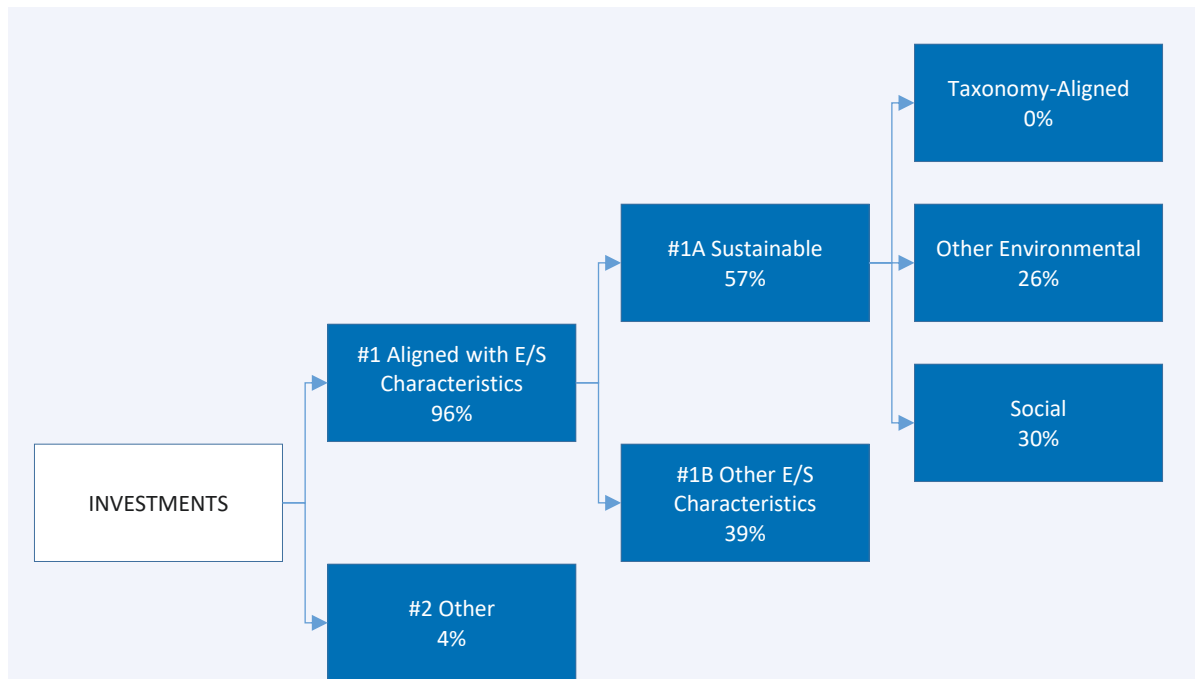 INVESTMENTS
#1 Aligned with E/S
Characteristics
96%
#2 Other
4%
#1A Sustainable
57%
#1B Other E/S
Characteristics
39%
Taxonomy-Aligned
0%
Other Environmental
26%
Social
30%